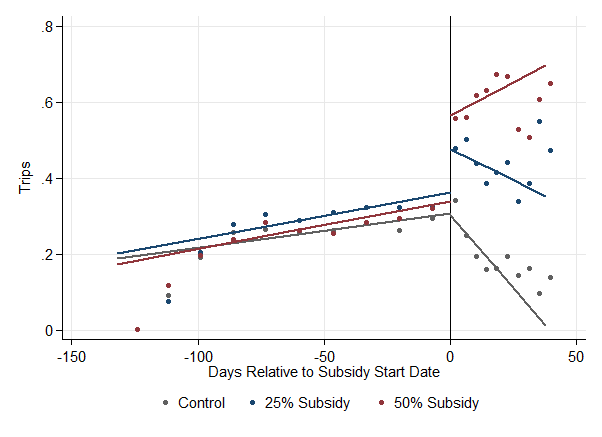 .8
.6
.4
.2
0
Trips
-150 -100 -50 0 50
Days Relative to Subsidy Start Date
Control 25% Subsidy 50% Subsidy